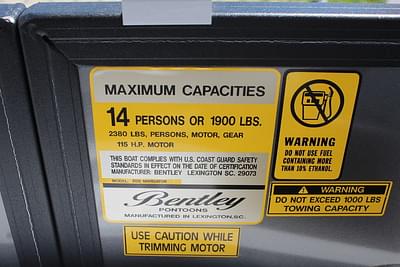 MAXIMUM CAPACITIES
14 PERSONS OR 1900 LBS.
2380 LBS, PERSONS, MOTOR, GEAR
115 H.P. MOTOR
THIS BOAT COMPLIES WITH U.S. COAST GUARD SAFETY
STANDARDS IN EFFECT ON THE DATE OF CERTIFICATION
MANUFACTURER: BENTLEY LEXINGTON SC. 29073
MODEL:
Bentley
PONTOONS
MANUFACTURED IN LEXINGTON, SC.
USE CAUTION WHILE
TRIMMING MOTOR
WARNING
DO NOT USE FUEL
CONTAINING MORE
THAN 10% ETHANOL.
WARNING
DO NOT EXCEED 1000 LBS
TOWING CAPACITY